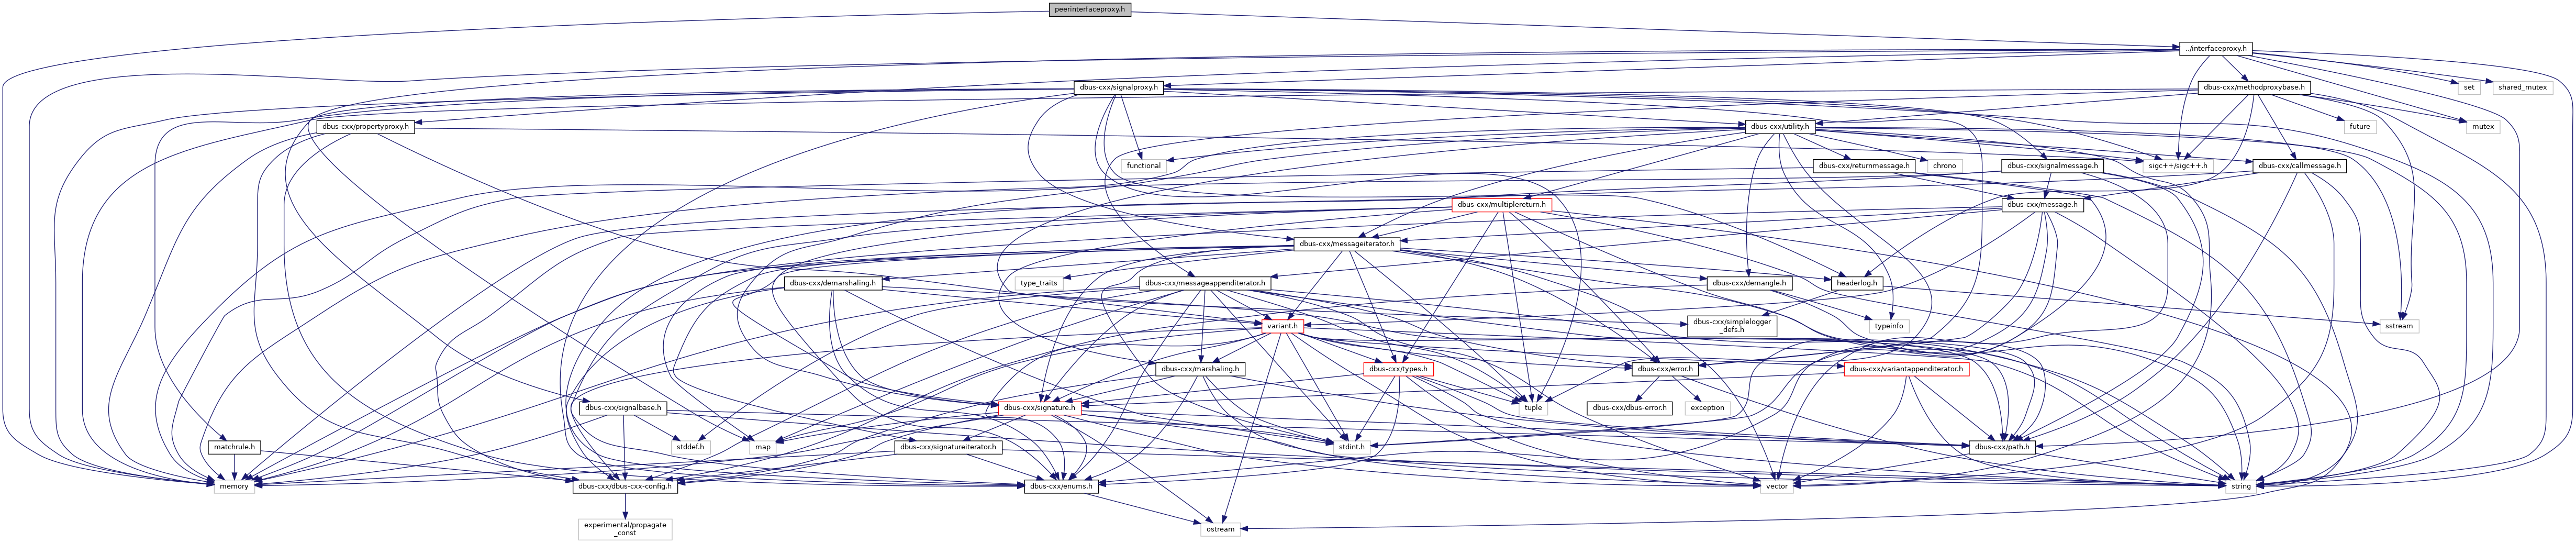 peerinterfaceproxy.h
../interfaceproxy.h
dbus-cxx/signalproxy.h
dbus-cxx/methodproxybase.h
set
shared_mutex
dbus-cxx/propertyproxy.h
dbus-cxx/utility.h
future
mutex
functional
dbus-cxx/returnmessage.h
chrono
dbus-cxx/signalmessage.h
sigc++/sigc++.h
dbus-cxx/callmessage.h
dbus-cxx/multiplereturn.h
dbus-cxx/message.h
dbus-cxx/messageiterator.h
dbus-cxx/demarshaling.h
type_traits
dbus-cxx/messageappenditerator.h
dbus-cxx/demangle.h
headerlog.h
variant.h
dbus-cxx/simplelogger
_defs.h
typeinfo
sstream
dbus-cxx/marshaling.h
dbus-cxx/types.h
dbus-cxx/error.h
dbus-cxx/variantappenditerator.h
dbus-cxx/signalbase.h
dbus-cxx/signature.h
tuple
dbus-cxx/dbus-error.h
exception
matchrule.h
stddef.h
map
dbus-cxx/signatureiterator.h
stdint.h
dbus-cxx/path.h
memory
dbus-cxx/dbus-cxx-config.h
dbus-cxx/enums.h
vector
string
experimental/propagate
_const
ostream